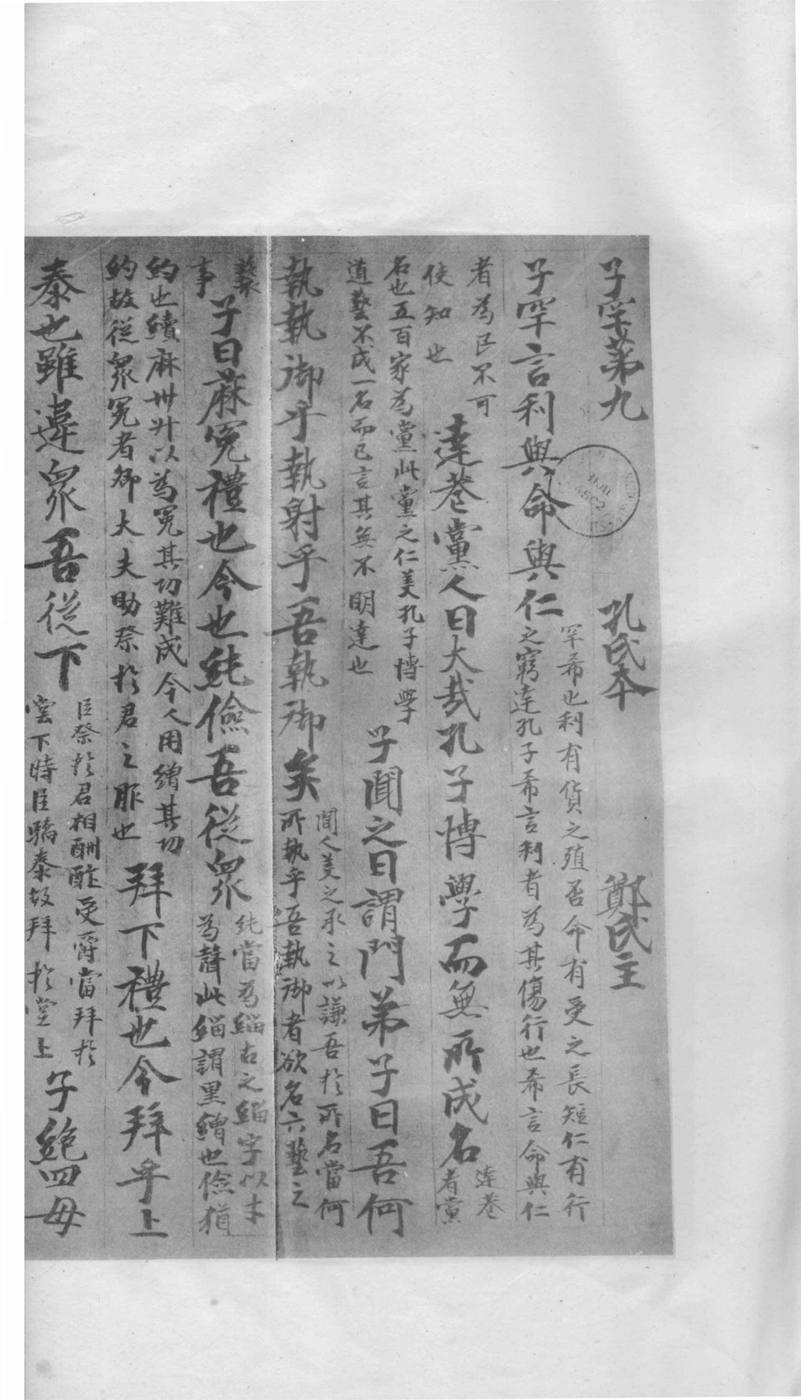 子罕苐九 孔氏本 鄭氏注
子罕言利與命與仁 罕希也利有貨之殖否命有受之長短仁有行
之窮達孔子希言利者為其傷行也希言命與仁
者為民不可
使知也 達巷黨人曰大哉孔子博學而無所成名 達巷
者黨
名也五百家為黨此黨之仁美孔子博學
道藝不成一名而已言其無不明達也 子聞之曰謂門弟子曰吾何
執執御乎執射乎吾執御矣 聞人美之承之以謙吾於所名當何
所執乎吾執御者欲名六藝之
藝
事 子曰麻冕禮也今也純儉吾從眾 純當為緇古之緇字以才
為聲此緇謂黑繒也儉猶
約也績麻卅升以為冕其功難成今人用繒其功
約故從眾冕者卿大夫助祭於君之服也 拜下禮也今拜乎上
泰也雖違眾吾從下 臣祭於君相酬酢受爵當拜於
堂下時臣驕泰故拜於堂上 子絕四毋